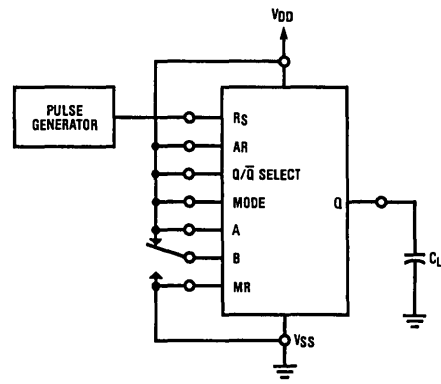 VDD
PULSE
GENERATOR
RS
AR
Q/Q̅ SELECT
MODE
A
B
MR
Q
CL
VSS